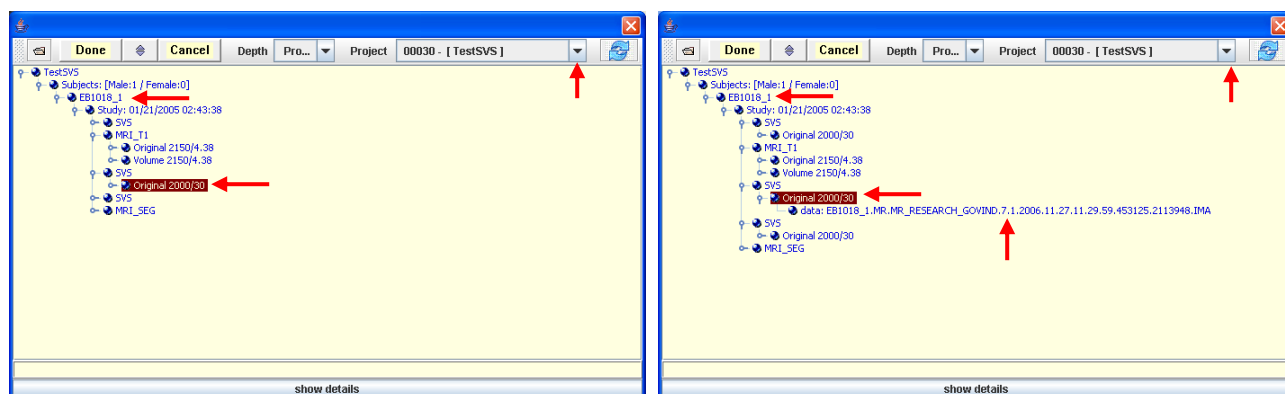 Done Cancel Depth Pro... Project 00030 - [ TestSVS ]
TestSVS
Subjects: [Male:1 / Female:0]
EB1018_1
Study: 01/21/2005 02:43:38
SVS
MRI_T1
Original 2150/4.38
Volume 2150/4.38
SVS
Original 2000/30
SVS
MRI_SEG
show details
Done Cancel Depth Pro... Project 00030 - [ TestSVS ]
TestSVS
Subjects: [Male:1 / Female:0]
EB1018_1
Study: 01/21/2005 02:43:38
SVS
Original 2000/30
MRI_T1
Original 2150/4.38
Volume 2150/4.38
SVS
Original 2000/30
data: EB1018_1.MR.MR_RESEARCH_GOVIND.7.1.2006.11.27.11.29.59.453125.2113948.IMA
SVS
Original 2000/30
MRI_SEG
show details